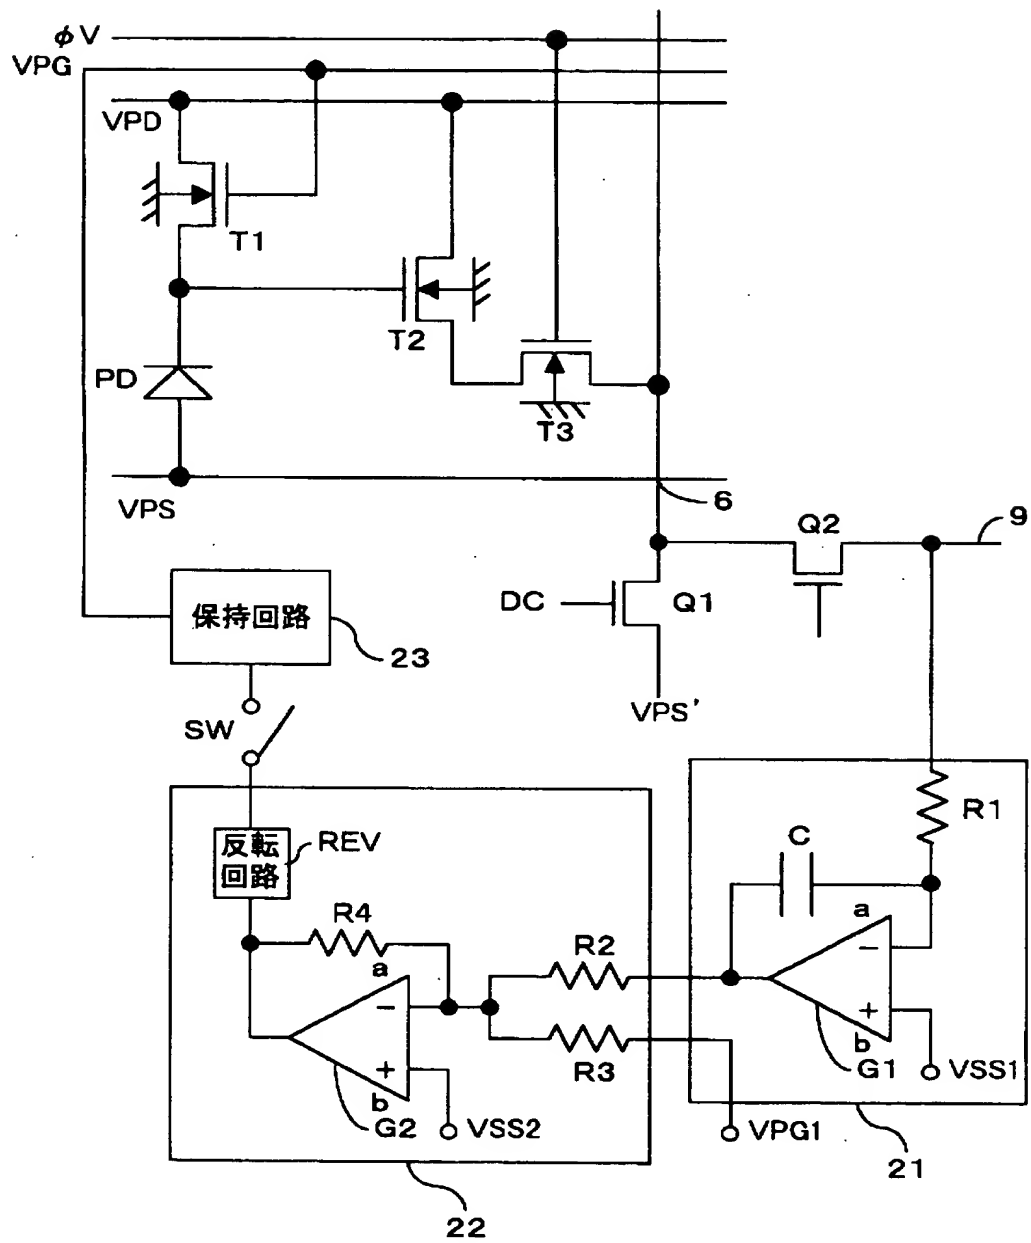 φV
VPG
VPD
T1
T2
PD
T3
VPS
6
Q2
9
DC
Q1
保持回路
23
VPS'
SW
R1
C
反転
回路
REV
R4
a
R2
a
−
−
+
R3
b
G1
VSS1
+
b
G2
VSS2
VPG1
21
22